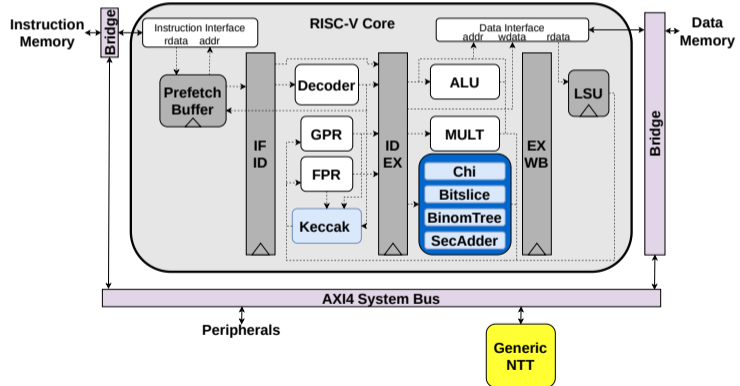 Instruction
Memory
Bridge
Instruction Interface
rdata addr
RISC-V Core
Data Interface
addr wdata rdata
Data
Memory
Bridge
Prefetch
Buffer
IF
ID
Decoder
GPR
FPR
Keccak
ID
EX
ALU
MULT
Chi
Bitslice
BinomTree
SecAdder
EX
WB
LSU
AXI4 System Bus
Peripherals
Generic
NTT